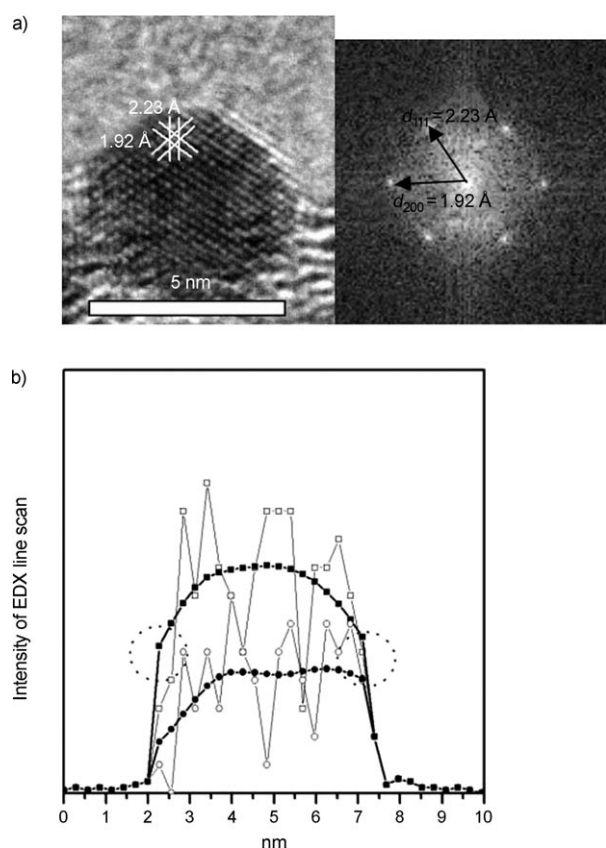 a)
2.23 Å
1.92 Å
5 nm
d111 = 2.23 Å
d200 = 1.92 Å
b)
Intensity of EDX line scan
0 1 2 3 4 5 6 7 8 9 10
nm